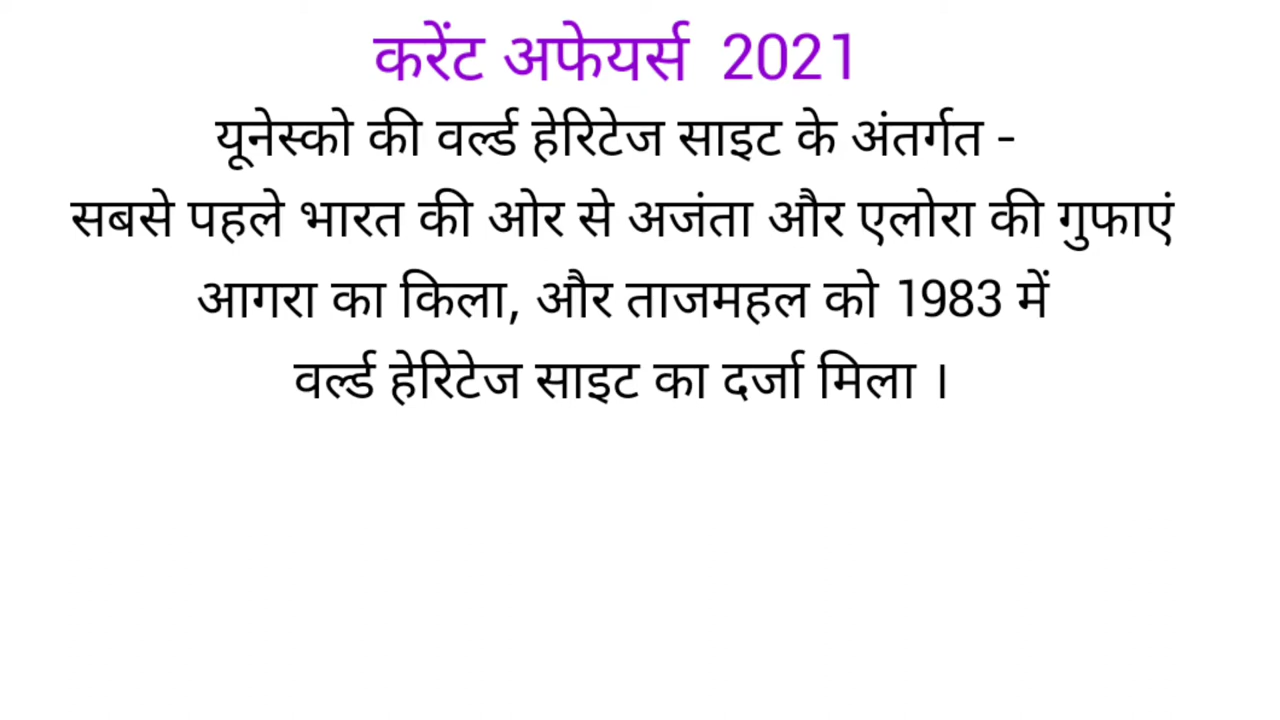 करेंट अफेयर्स 2021
यूनेस्को की वर्ल्ड हेरिटेज साइट के अंतर्गत -
सबसे पहले भारत की ओर से अजंता और एलोरा की गुफाएं
आगरा का किला, और ताजमहल को 1983 में
वर्ल्ड हेरिटेज साइट का दर्जा मिला ।